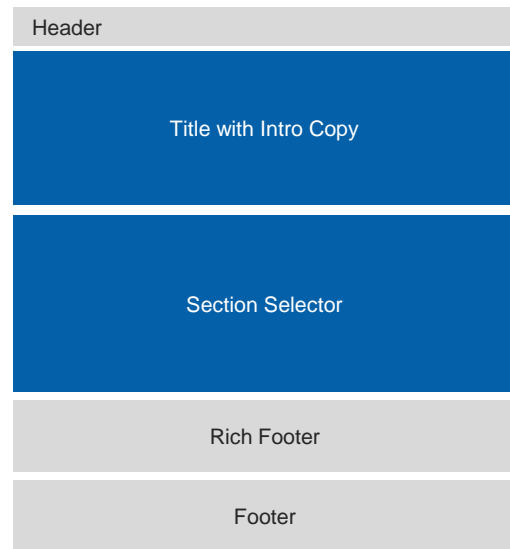 Header
Title with Intro Copy
Section Selector
Rich Footer
Footer